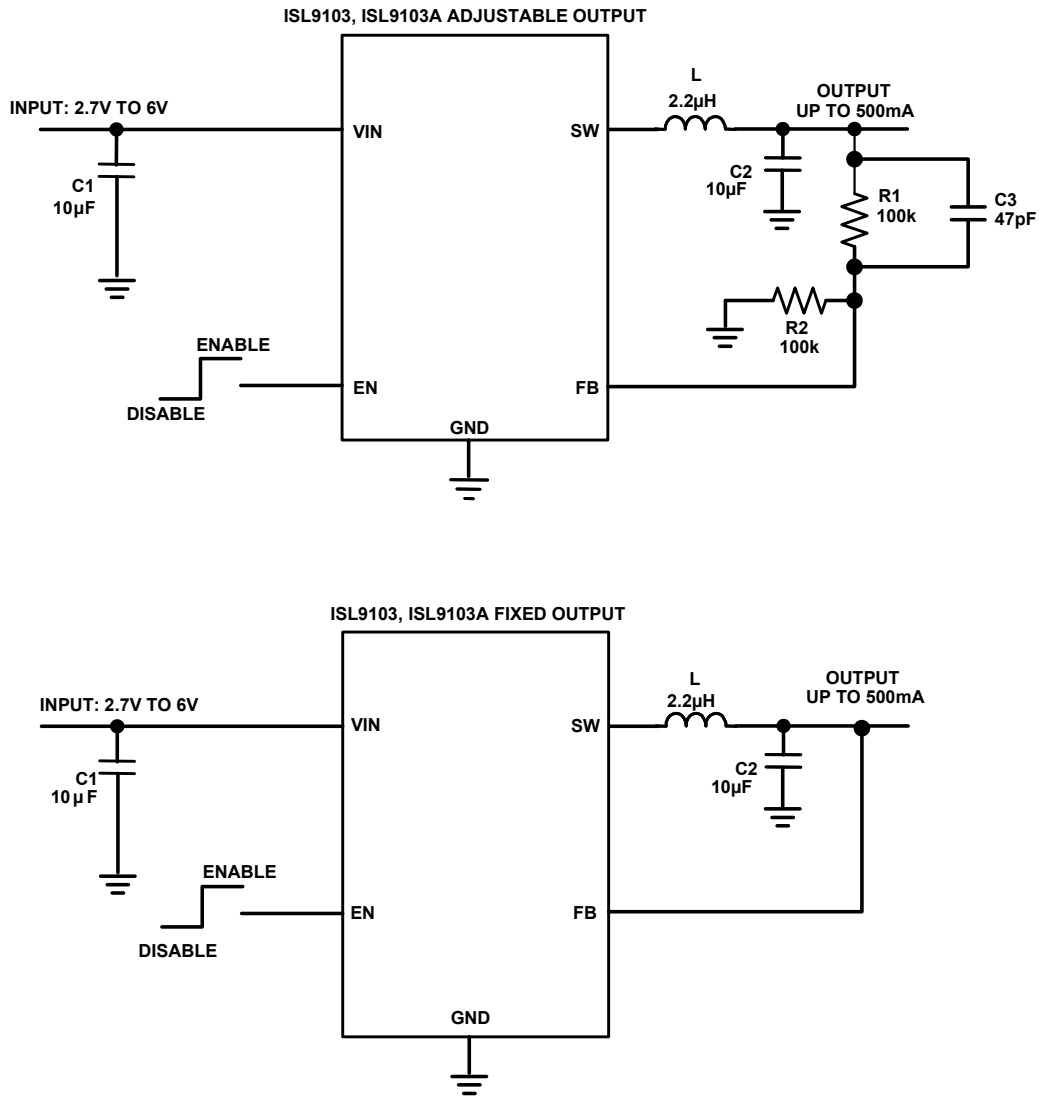 ISL9103, ISL9103A ADJUSTABLE OUTPUT
INPUT: 2.7V TO 6V
VIN
C1
10µF
ENABLE
DISABLE
EN
GND
SW
L
2.2µH
OUTPUT
UP TO 500mA
C2
10µF
R1
100k
C3
47pF
R2
100k
FB
ISL9103, ISL9103A FIXED OUTPUT
INPUT: 2.7V TO 6V
VIN
C1
10µF
ENABLE
DISABLE
EN
GND
SW
L
2.2µH
OUTPUT
UP TO 500mA
C2
10µF
FB